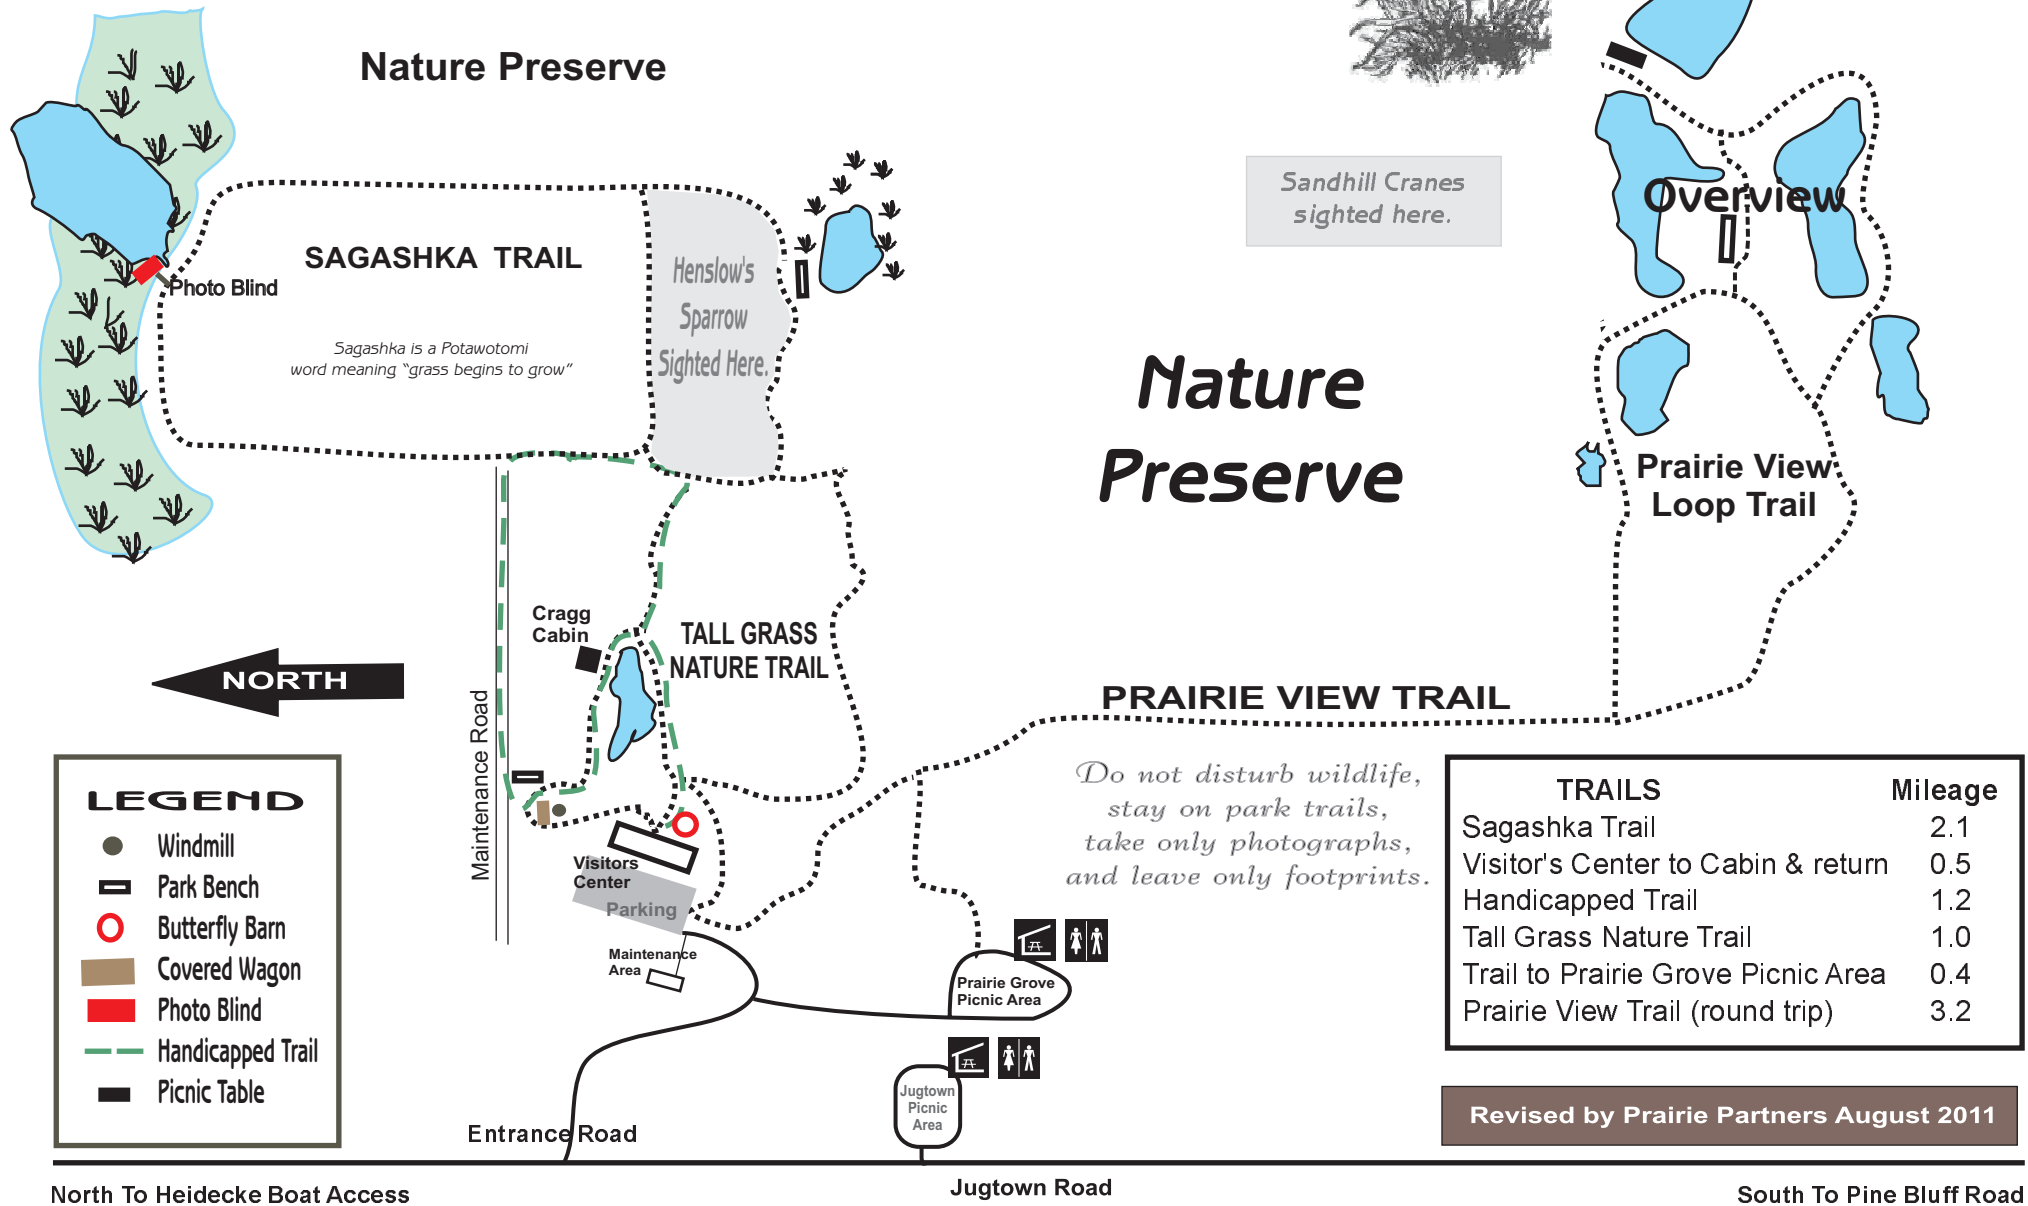 Nature Preserve
Sandhill Cranes
sighted here.
Overview
SAGASHKA TRAIL
Henslow's
Sparrow
Sighted Here.
Photo Blind
Sagashka is a Potawotomi
word meaning “grass begins to grow”
Nature
Preserve
Prairie View
Loop Trail
Cragg
Cabin
TALL GRASS
NATURE TRAIL
NORTH
Maintenance Road
PRAIRIE VIEW TRAIL
Do not disturb wildlife,
stay on park trails,
take only photographs,
and leave only footprints.
LEGEND
Windmill
Park Bench
Butterfly Barn
Covered Wagon
Photo Blind
Handicapped Trail
Picnic Table
Visitors
Center
Parking
Maintenance
Area
Prairie Grove
Picnic Area
Jugtown
Picnic
Area
TRAILS Mileage
Sagashka Trail 2.1
Visitor's Center to Cabin & return 0.5
Handicapped Trail 1.2
Tall Grass Nature Trail 1.0
Trail to Prairie Grove Picnic Area 0.4
Prairie View Trail (round trip) 3.2
Revised by Prairie Partners August 2011
Entrance Road
North To Heidecke Boat Access
Jugtown Road
South To Pine Bluff Road